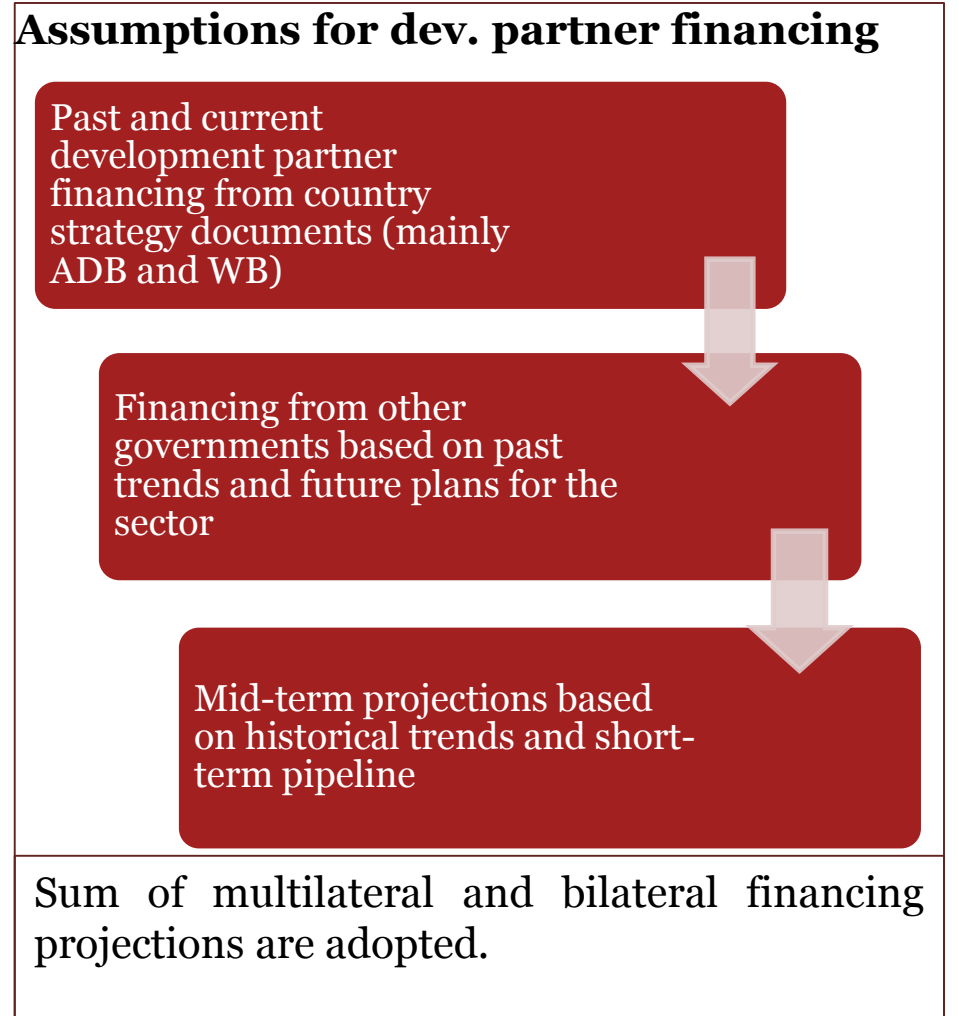 Assumptions for dev. partner financing
Past and current
development partner
financing from country
strategy documents (mainly
ADB and WB)
Financing from other
governments based on past
trends and future plans for the
sector
Mid-term projections based
on historical trends and short-
term pipeline
Sum of multilateral and bilateral financing
projections are adopted.